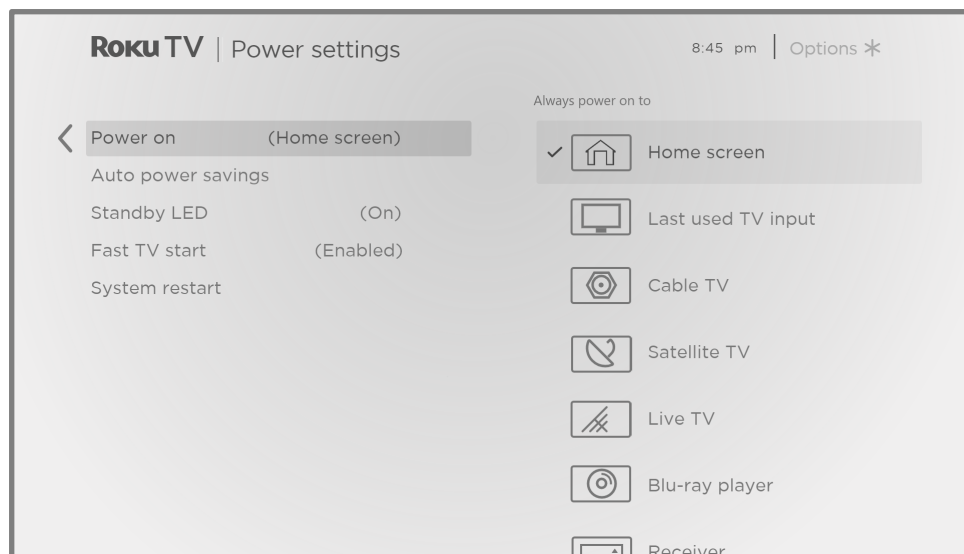 Roku TV | Power settings
8:45 pm | Options
Always power on to
Power on (Home screen)
Auto power savings
Standby LED (On)
Fast TV start (Enabled)
System restart
Home screen
Last used TV input
Cable TV
Satellite TV
Live TV
Blu-ray player
Receiver